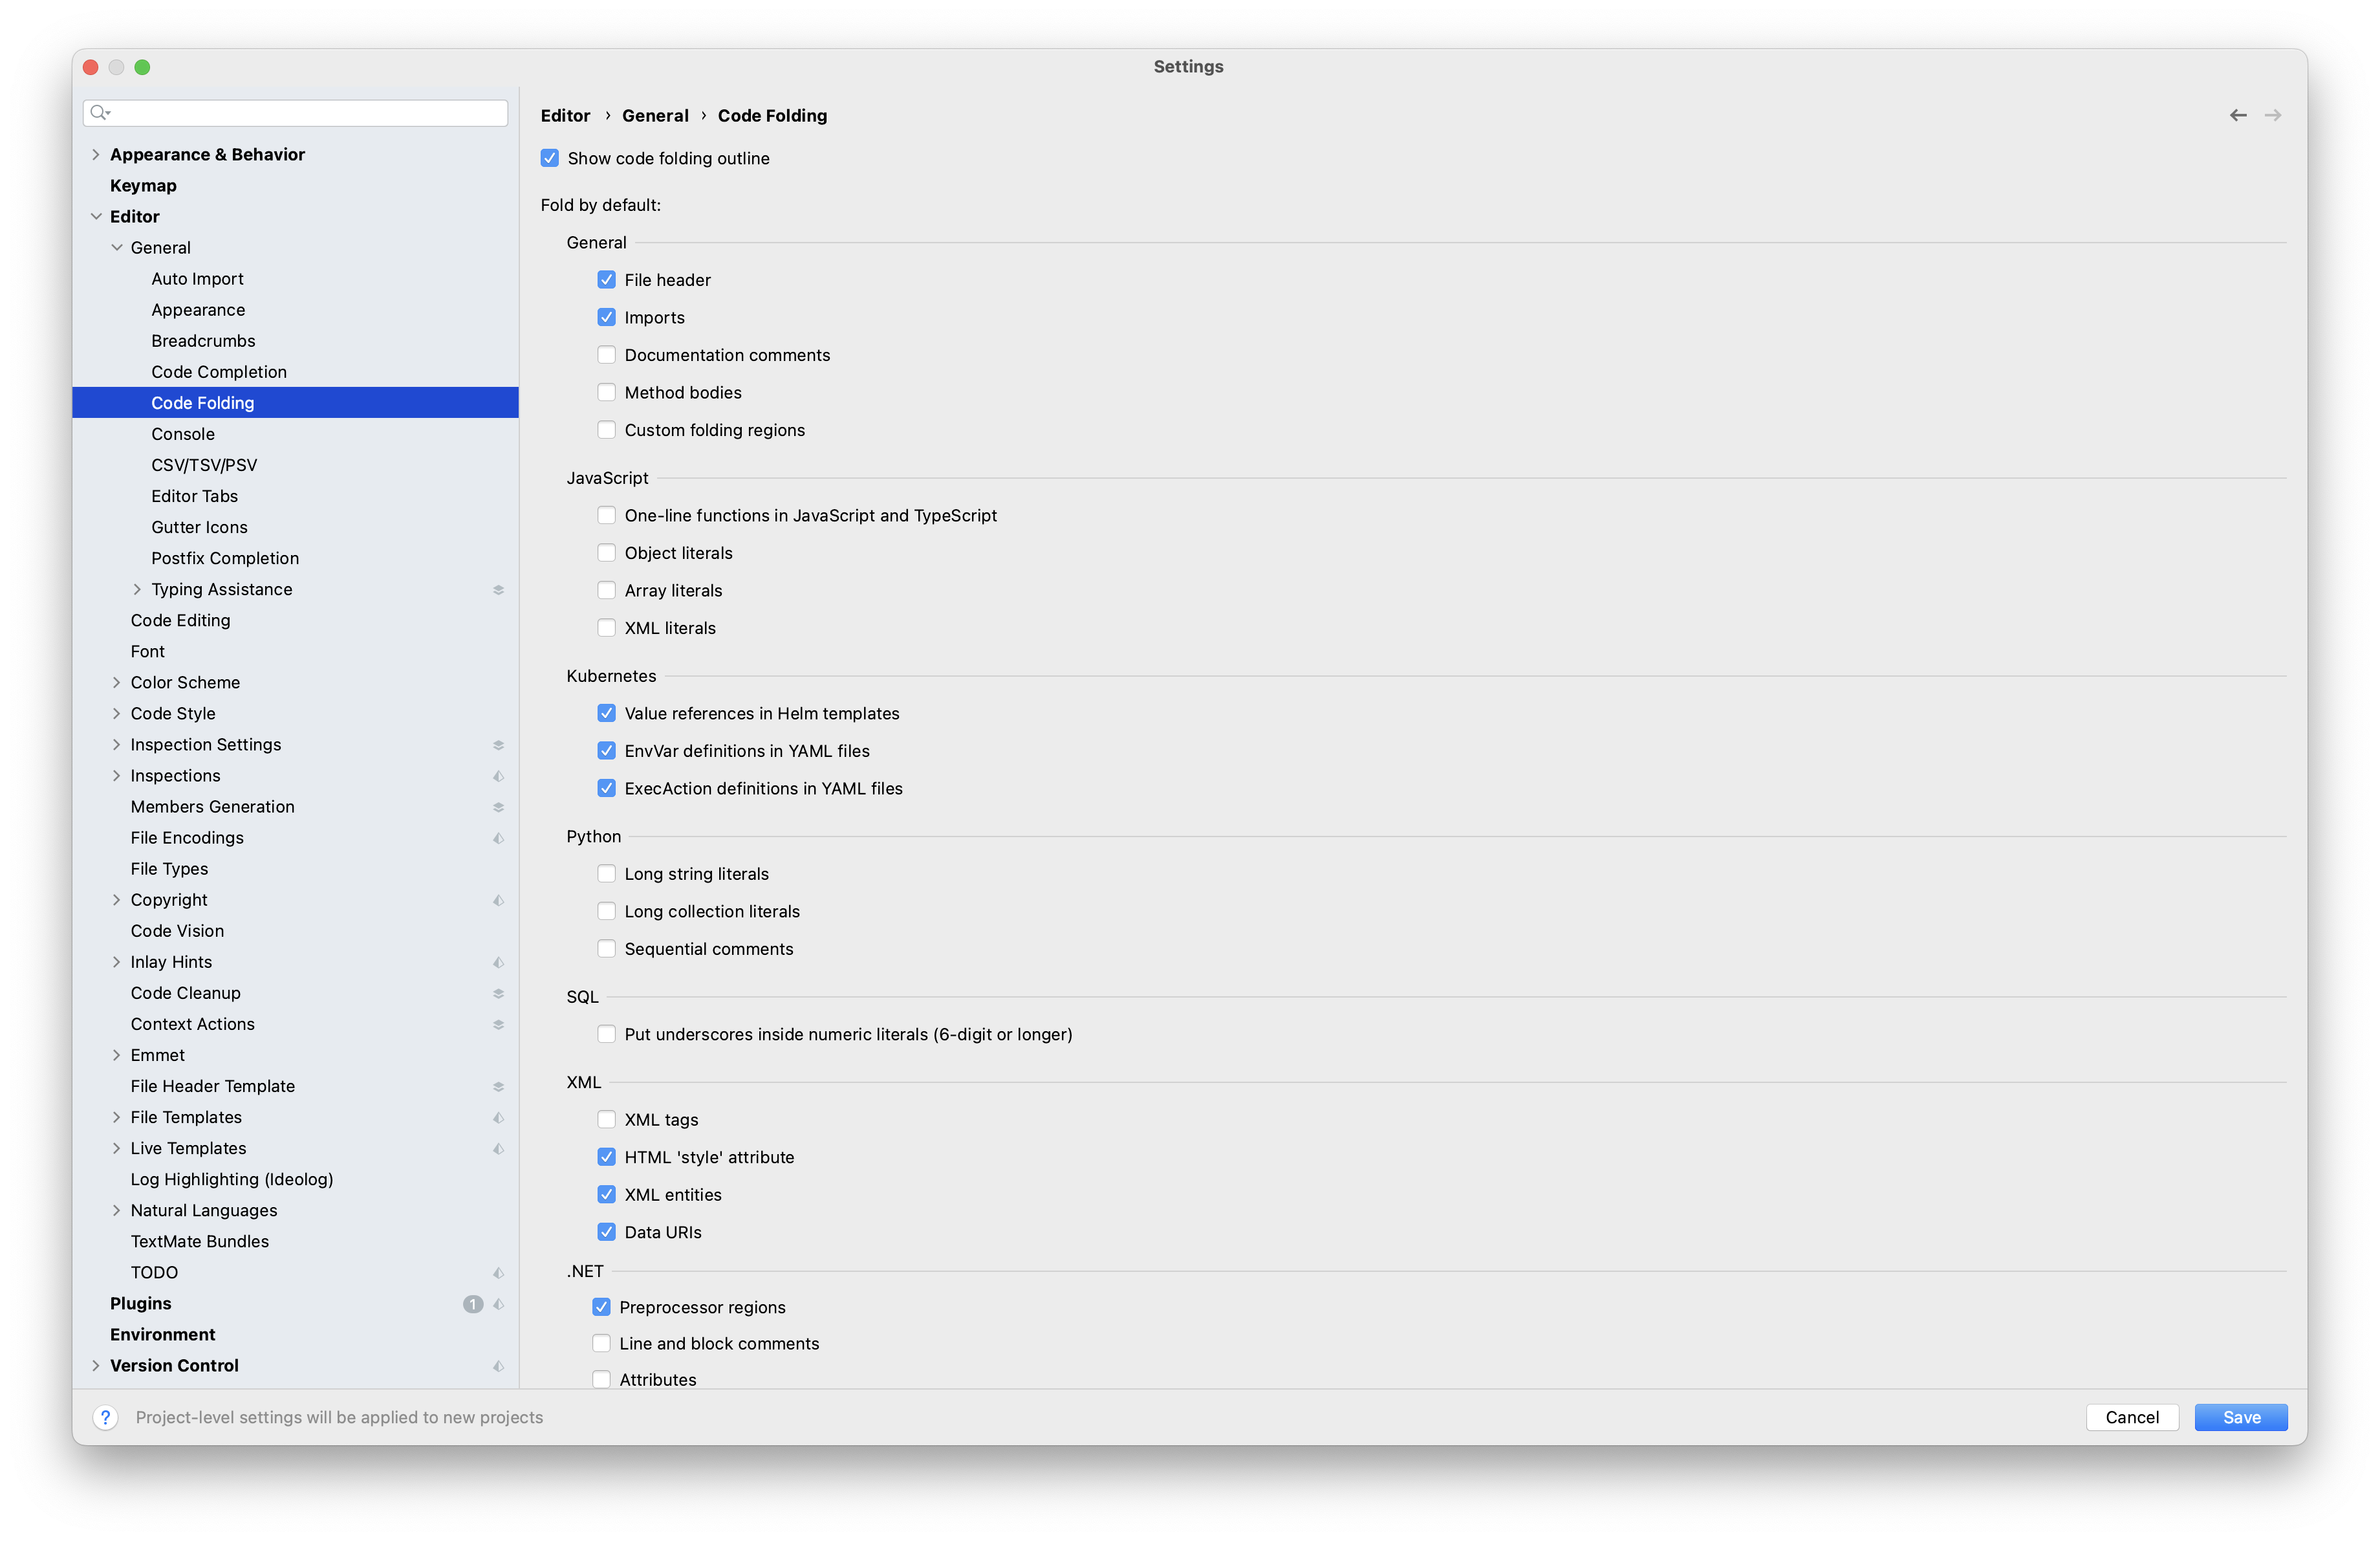 Settings
Appearance & Behavior
Keymap
Editor
General
Auto Import
Appearance
Breadcrumbs
Code Completion
Code Folding
Console
CSV/TSV/PSV
Editor Tabs
Gutter Icons
Postfix Completion
Typing Assistance
Code Editing
Font
Color Scheme
Code Style
Inspection Settings
Inspections
Members Generation
File Encodings
File Types
Copyright
Code Vision
Inlay Hints
Code Cleanup
Context Actions
Emmet
File Header Template
File Templates
Live Templates
Log Highlighting (Ideolog)
Natural Languages
TextMate Bundles
TODO
Plugins 1
Environment
Version Control
Editor › General › Code Folding
Show code folding outline
Fold by default:
General
File header
Imports
Documentation comments
Method bodies
Custom folding regions
JavaScript
One-line functions in JavaScript and TypeScript
Object literals
Array literals
XML literals
Kubernetes
Value references in Helm templates
EnvVar definitions in YAML files
ExecAction definitions in YAML files
Python
Long string literals
Long collection literals
Sequential comments
SQL
Put underscores inside numeric literals (6-digit or longer)
XML
XML tags
HTML 'style' attribute
XML entities
Data URIs
.NET
Preprocessor regions
Line and block comments
Attributes
? Project-level settings will be applied to new projects
Cancel
Save